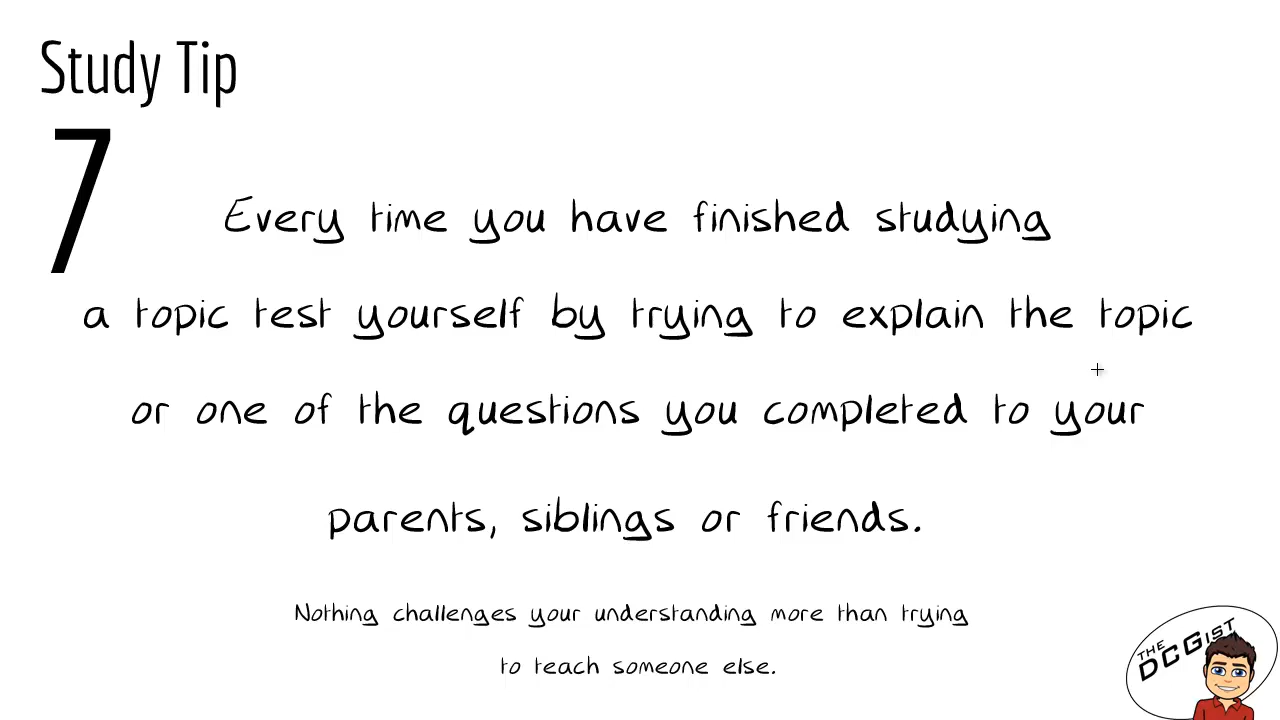 Study Tip
7
Every time you have finished studying
a topic test yourself by trying to explain the topic
or one of the questions you completed to your
parents, siblings or friends.
Nothing challenges your understanding more than trying
to teach someone else.
THE
DCGIST